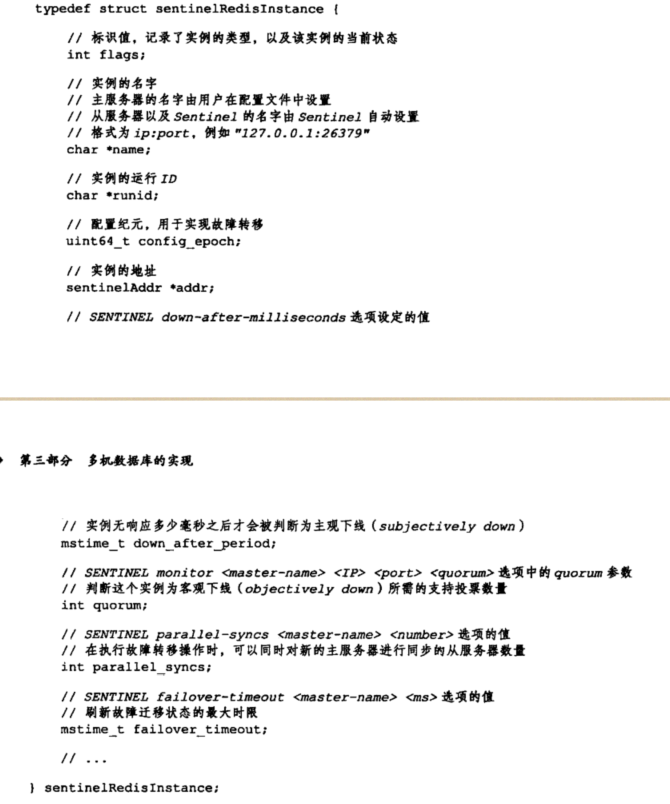 typedef struct sentinelRedisInstance {
// 标识值，记录了实例的类型，以及该实例的当前状态
int flags;
// 实例的名字
// 主服务器的名字由用户在配置文件中设置
// 从服务器以及 Sentinel 的名字由 Sentinel 自动设置
// 格式为 ip:port，例如 "127.0.0.1:26379"
char *name;
// 实例的运行 ID
char *runid;
// 配置纪元，用于实现故障转移
uint64_t config_epoch;
// 实例的地址
sentinelAddr *addr;
// SENTINEL down-after-milliseconds 选项设定的值
第三部分 多机数据库的实现
// 实例无响应多少毫秒之后才会被判断为主观下线（subjectively down）
mstime_t down_after_period;
// SENTINEL monitor <master-name> <IP> <port> <quorum> 选项中的 quorum 参数
// 判断这个实例为客观下线（objectively down）所需的支持投票数量
int quorum;
// SENTINEL parallel-syncs <master-name> <number> 选项的值
// 在执行故障转移操作时，可以同时对新的主服务器进行同步的从服务器数量
int parallel_syncs;
// SENTINEL failover-timeout <master-name> <ms> 选项的值
// 刷新故障迁移状态的最大时限
mstime_t failover_timeout;
// ...
} sentinelRedisInstance;